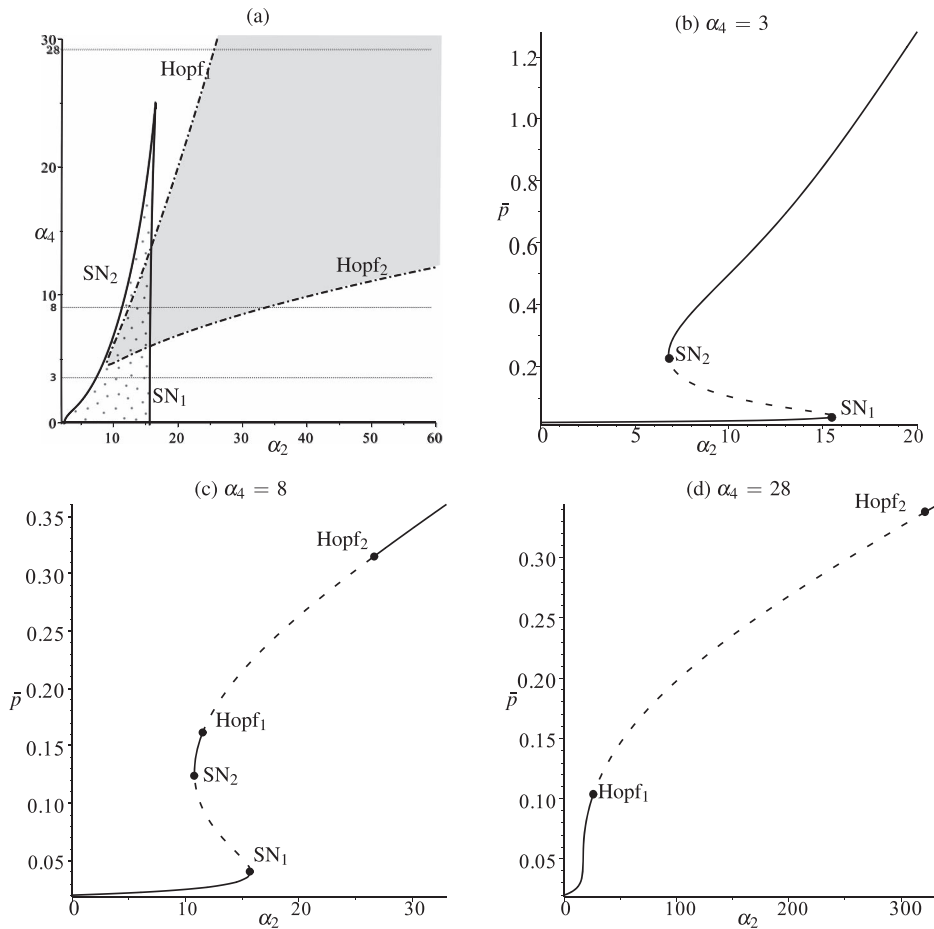 (a)
30
28
20
α₄
10
8
3
0
Hopf₁
SN₂
Hopf₂
SN₁
10 20 30 40 50 60
α₂
(b) α₄ = 3
1.2
1.0
0.8
p̄
0.6
0.4
0.2
SN₂
SN₁
0 5 10 15 20
α₂
(c) α₄ = 8
0.35
0.30
0.25
0.20
p̄
0.15
0.10
0.05
Hopf₂
Hopf₁
SN₂
SN₁
0 10 20 30
α₂
(d) α₄ = 28
0.30
0.25
0.20
p̄
0.15
0.10
0.05
Hopf₂
Hopf₁
0 100 200 300
α₂